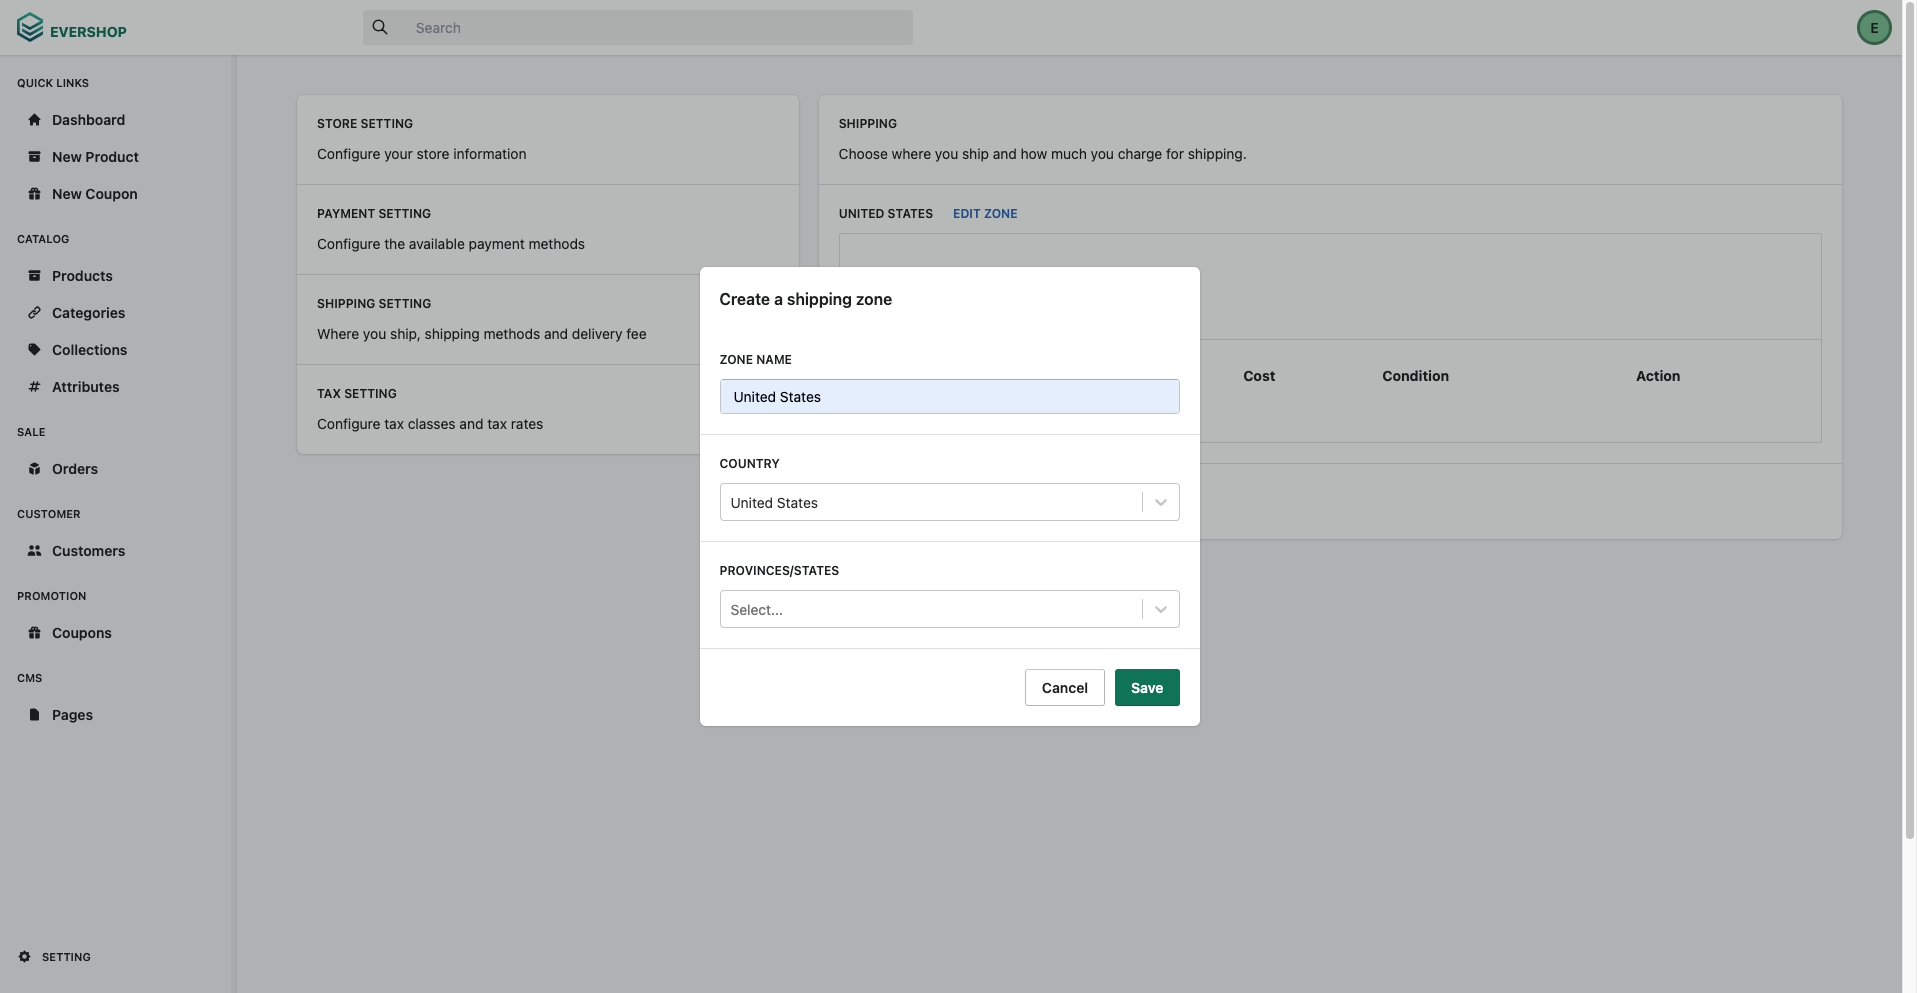 EVERSHOP
Search
E
QUICK LINKS
Dashboard
New Product
New Coupon
CATALOG
Products
Categories
Collections
Attributes
SALE
Orders
CUSTOMER
Customers
PROMOTION
Coupons
CMS
Pages
SETTING
STORE SETTING
Configure your store information
PAYMENT SETTING
Configure the available payment methods
SHIPPING SETTING
Where you ship, shipping methods and delivery fee
TAX SETTING
Configure tax classes and tax rates
SHIPPING
Choose where you ship and how much you charge for shipping.
UNITED STATES EDIT ZONE
Cost Condition Action
Create a shipping zone
ZONE NAME
United States
COUNTRY
United States
PROVINCES/STATES
Select...
Cancel Save